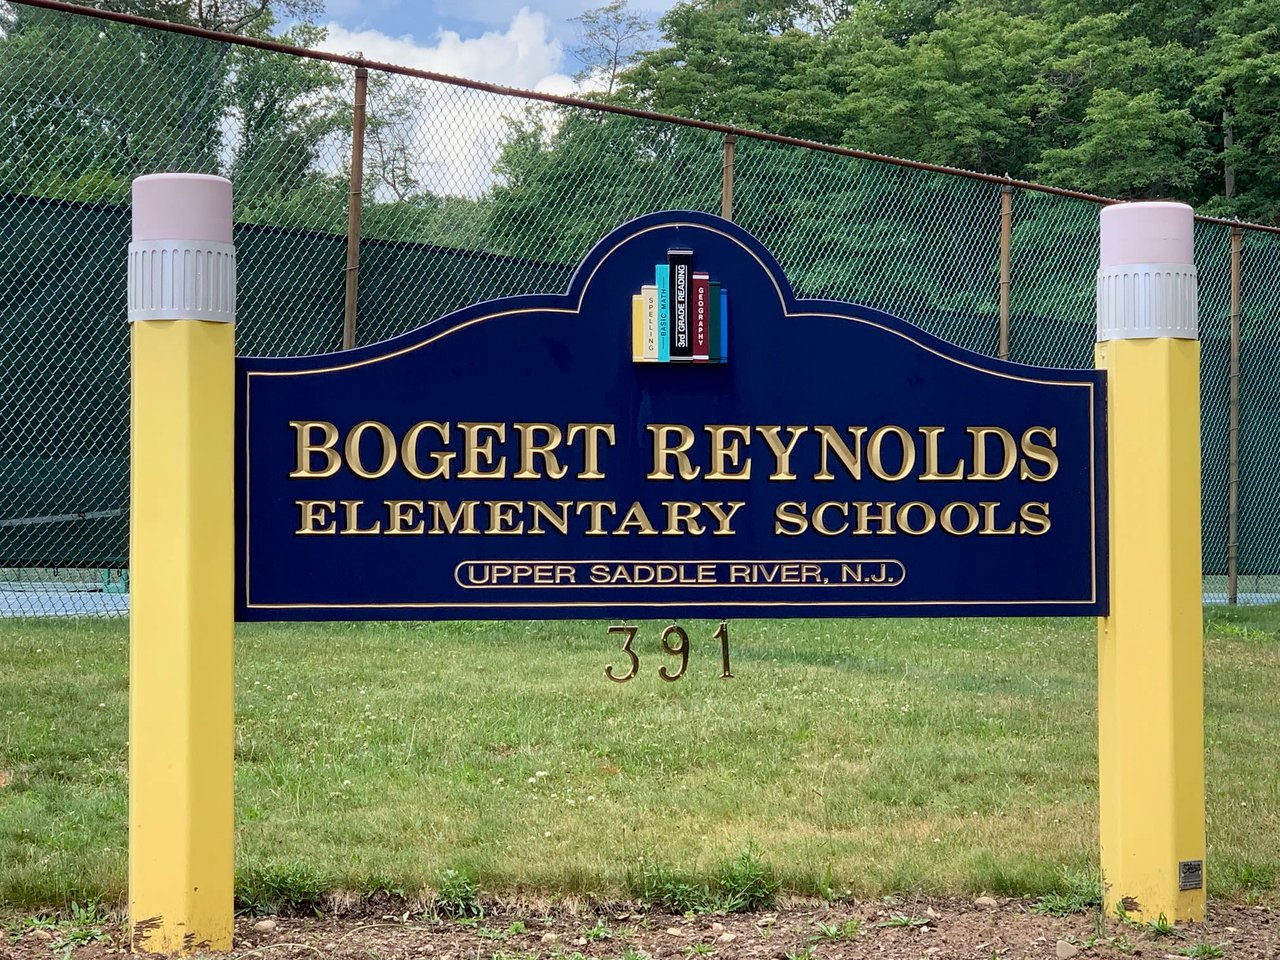 SPELLING
BASIC MATH
3rd GRADE READING
GEOGRAPHY
BOGERT REYNOLDS
ELEMENTARY SCHOOLS
UPPER SADDLE RIVER, N.J.
391